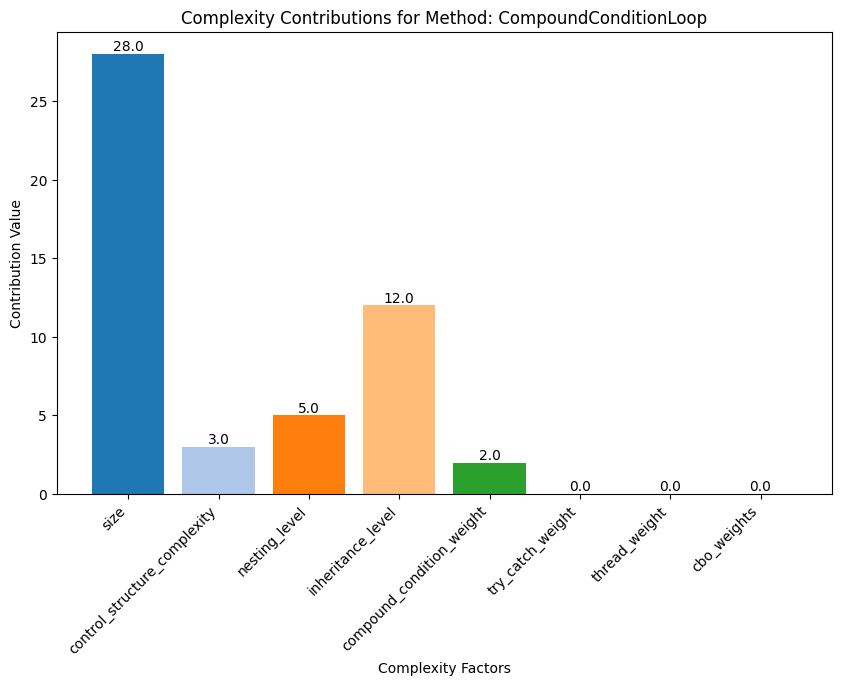 Complexity Contributions for Method: CompoundConditionLoop
Contribution Value
25
20
15
10
5
0
28.0
3.0
5.0
12.0
2.0
0.0
0.0
0.0
size
control_structure_complexity
nesting_level
inheritance_level
compound_condition_weight
try_catch_weight
thread_weight
cbo_weights
Complexity Factors